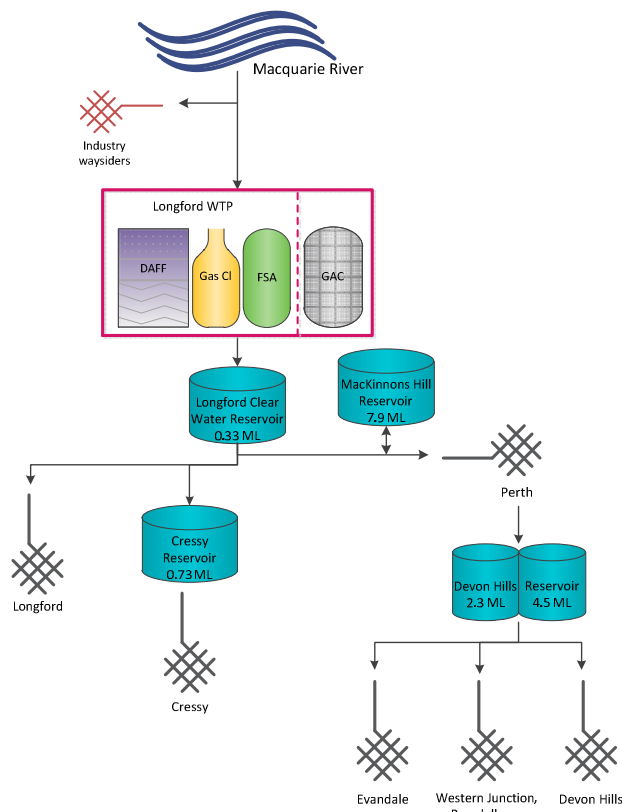 Macquarie River
Industry
waysiders
Longford WTP
DAFF
Gas Cl
FSA
GAC
Longford Clear
Water Reservoir
0.33 ML
MacKinnons Hill
Reservoir
7.9 ML
Perth
Longford
Cressy
Reservoir
0.73 ML
Cressy
Devon Hills
2.3 ML
Reservoir
4.5 ML
Evandale
Western Junction,
Devon Hills